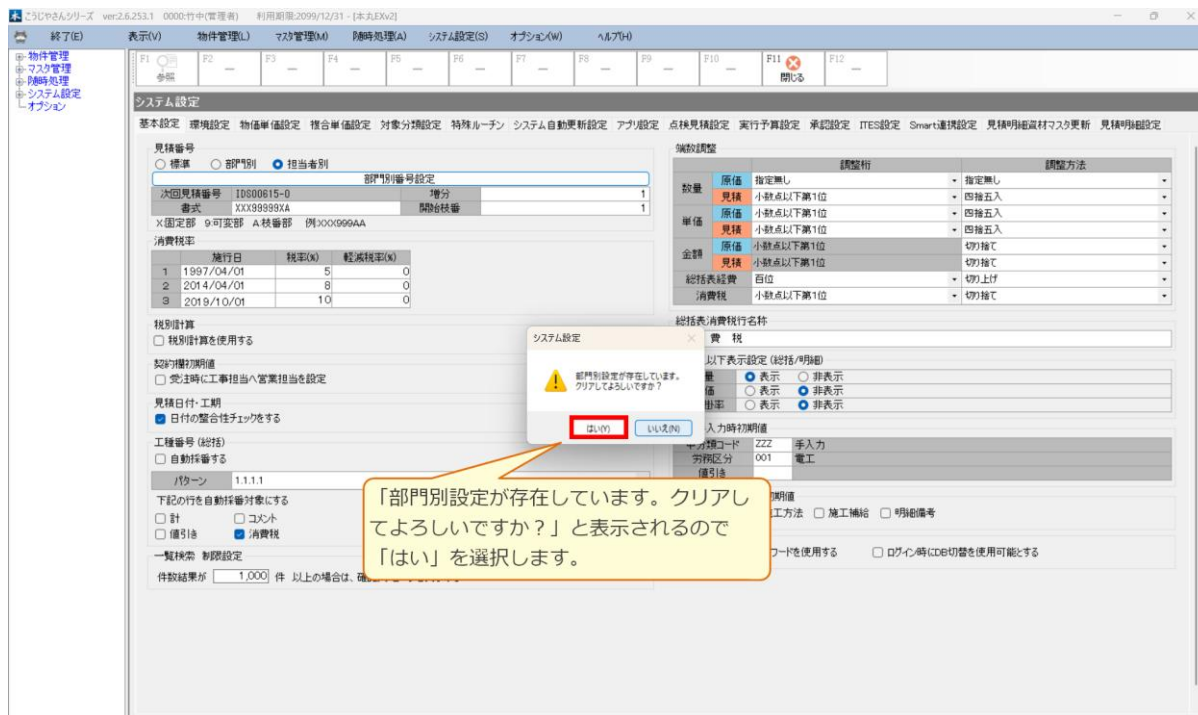 こうじやさんシリーズ ver:2.6.253.1 0000:竹中(管理者) 利用期限:2099/12/31 - [本丸EXv2]
終了(E) 表示(V) 物件管理(L) マスタ管理(M) 随時処理(A) システム設定(S) オプション(W) ヘルプ(H)
物件管理
マスタ管理
随時処理
システム設定
オプション
F1 参照 F2 F3 F4 F5 F6 F7 F8 F9 F10 F11 閉じる F12
システム設定
基本設定 環境設定 物価単価設定 複合単価設定 対象分類設定 特殊ルーチン システム自動更新設定 アプリ設定 点検見積設定 実行予算設定 承認設定 ITES設定 Smart連携設定 見積明細資材マスタ更新 見積明細設定
見積番号
標準 部門別 担当者別
部門別番号設定
次回見積番号 IDS00615-0 増分 1
書式 XXX99999XA 開始枝番 1
X:固定部 9:可変部 A:枝番部 例:XXX999AA
消費税率
施行日 税率(%) 軽減税率(%)
1 1997/04/01 5 0
2 2014/04/01 8 0
3 2019/10/01 10 0
税別計算
税別計算を使用する
契約欄初期値
受注時に工事担当へ営業担当を設定
見積日付・工期
日付の整合性チェックをする
工種番号 (総括)
自動採番する
パターン 1.1.1.1
下記の行を自動採番対象にする
計 コメント
値引き 消費税
一覧検索 制限設定
件数結果が 1,000 件 以上の場合は、確認
端数調整
調整桁 調整方法
数量 原価 指定無し 指定無し
見積 小数点以下第1位 四捨五入
単価 原価 小数点以下第1位 四捨五入
見積 小数点以下第1位 四捨五入
金額 原価 小数点以下第1位 切り捨て
見積 小数点以下第1位 切り捨て
総括表経費 百位 切り上げ
消費税 小数点以下第1位 切り捨て
総括表消費税行名称
費 税
以下表示設定 (総括/明細)
量 表示 非表示
価 表示 非表示
掛率 表示 非表示
入力時初期値
中分類コード ZZZ 手入力
労務区分 001 電工
値引き
期値
工方法 施工補給 明細備考
ワードを使用する ログイン時にDB切替を使用可能とする
システム設定
部門別設定が存在しています。
クリアしてよろしいですか?
はい(Y) いいえ(N)
「部門別設定が存在しています。クリアし
てよろしいですか?」と表示されるので
「はい」を選択します。